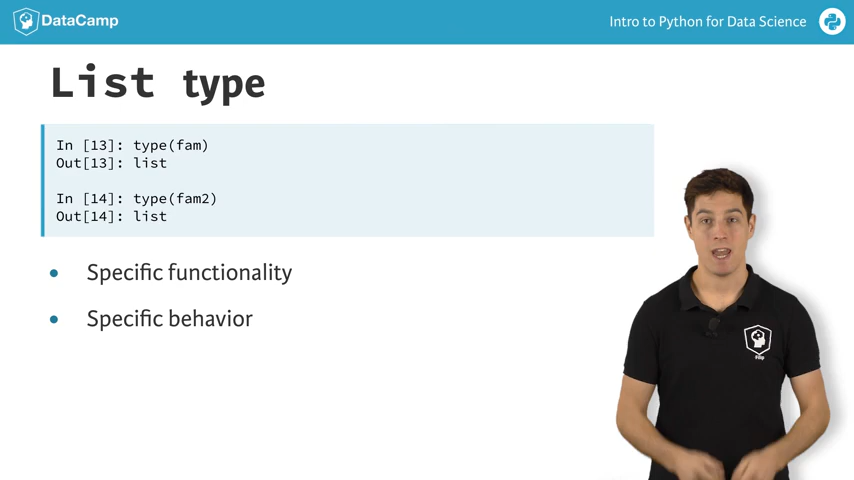 DataCamp
Intro to Python for Data Science
List type
In [13]: type(fam)
Out[13]: list
In [14]: type(fam2)
Out[14]: list
Specific functionality
Specific behavior